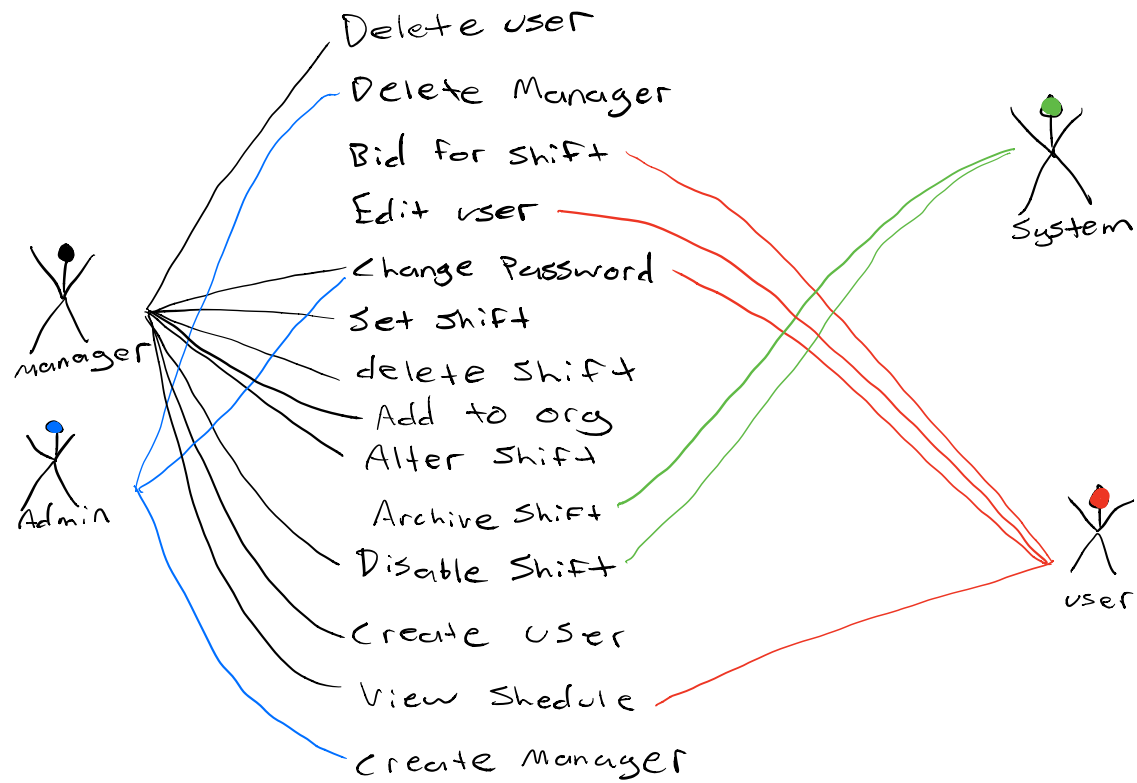 Delete user
Delete Manager
Bid for shift
Edit user
Change Password
Set shift
delete shift
Add to org
Alter shift
Archive shift
Disable shift
Create user
View Shedule
Create Manager
Manager
Admin
System
user